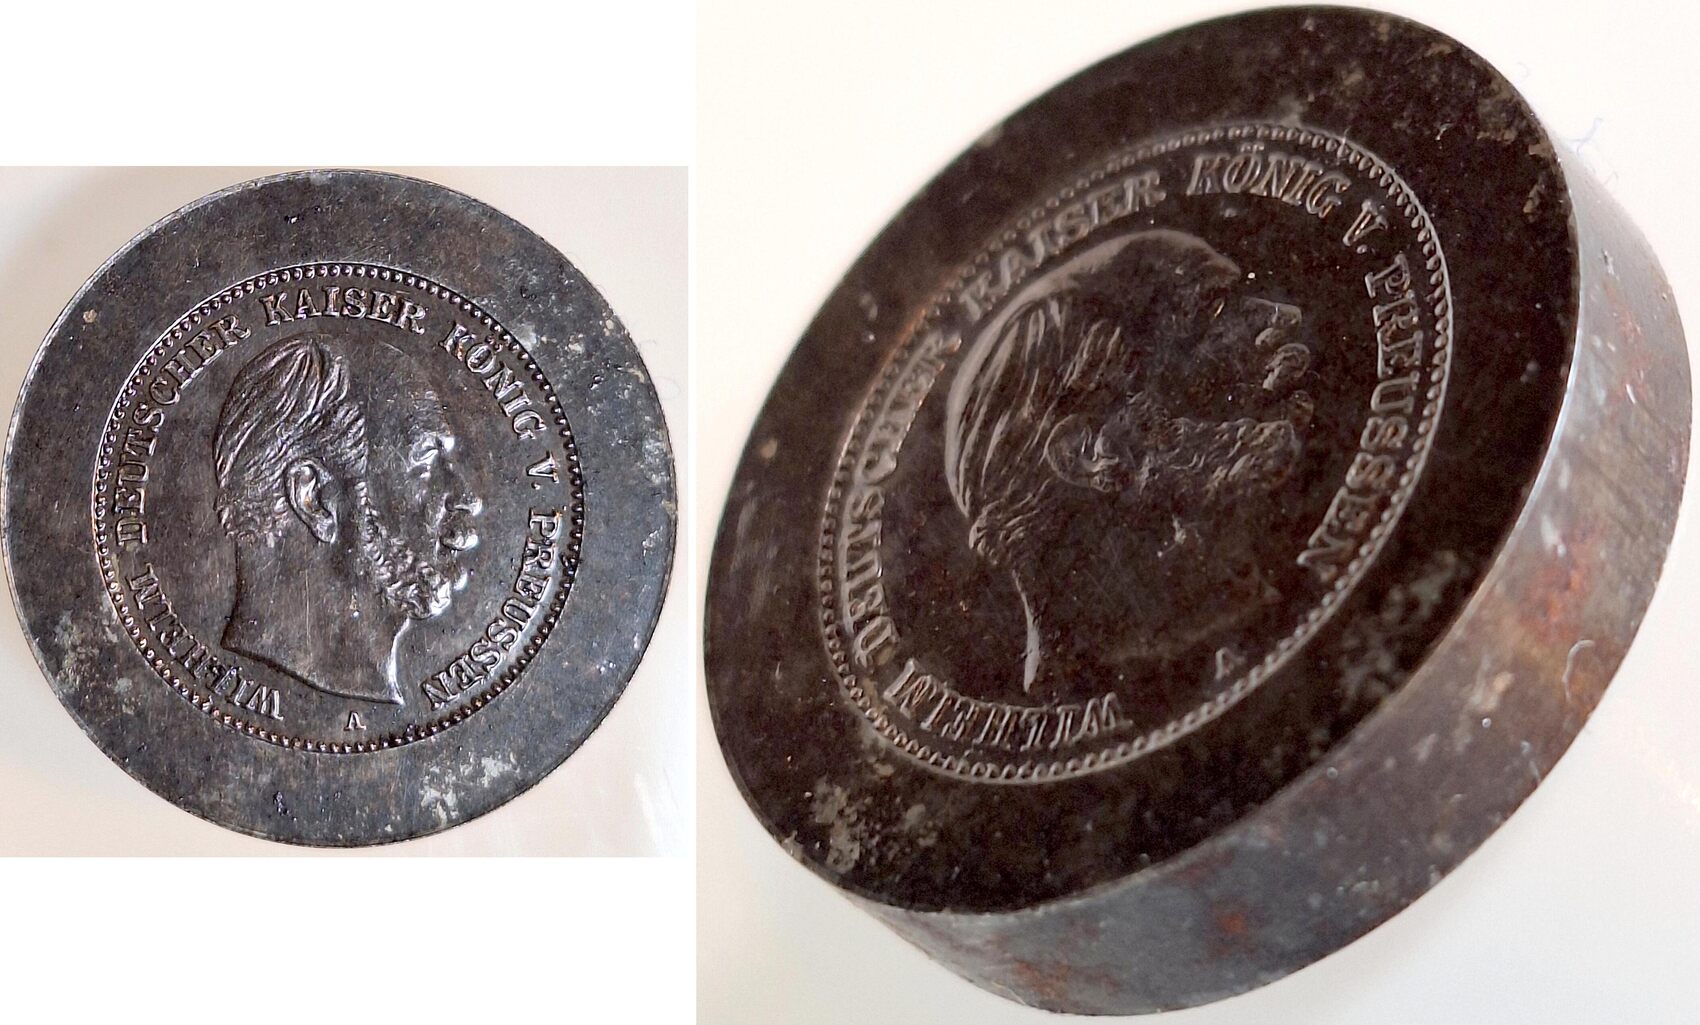 WILHELM DEUTSCHER KAISER KÖNIG V. PREUSSEN
A
WILHELM DEUTSCHER KAISER KÖNIG V. PREUSSEN
A